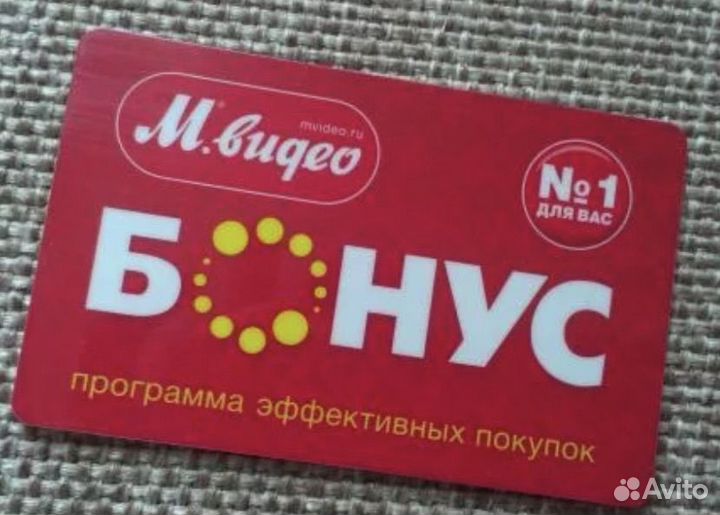 mvideo.ru
М.видео
№1
ДЛЯ ВАС
БОНУС
программа эффективных покупок
Avito